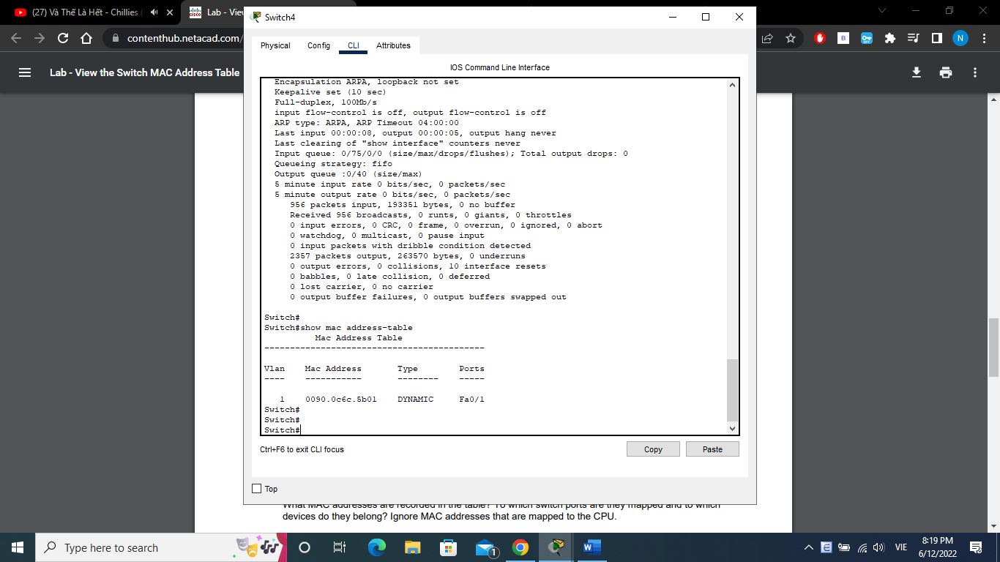 (27) Và Thế Là Hết - Chillies (
Lab - View
contenthub.netacad.com/
Lab - View the Switch MAC Address Table
Switch4
Physical Config CLI Attributes
IOS Command Line Interface
Encapsulation ARPA, loopback not set
Keepalive set (10 sec)
Full-duplex, 100Mb/s
input flow-control is off, output flow-control is off
ARP type: ARPA, ARP Timeout 04:00:00
Last input 00:00:08, output 00:00:05, output hang never
Last clearing of "show interface" counters never
Input queue: 0/75/0/0 (size/max/drops/flushes); Total output drops: 0
Queueing strategy: fifo
Output queue :0/40 (size/max)
5 minute input rate 0 bits/sec, 0 packets/sec
5 minute output rate 0 bits/sec, 0 packets/sec
956 packets input, 193351 bytes, 0 no buffer
Received 956 broadcasts, 0 runts, 0 giants, 0 throttles
0 input errors, 0 CRC, 0 frame, 0 overrun, 0 ignored, 0 abort
0 watchdog, 0 multicast, 0 pause input
0 input packets with dribble condition detected
2357 packets output, 263570 bytes, 0 underruns
0 output errors, 0 collisions, 10 interface resets
0 babbles, 0 late collision, 0 deferred
0 lost carrier, 0 no carrier
0 output buffer failures, 0 output buffers swapped out
Switch#
Switch#show mac address-table
Mac Address Table
-------------------------------------------
Vlan Mac Address Type Ports
---- ----------- -------- -----
1 0090.0c6c.5b01 DYNAMIC Fa0/1
Switch#
Switch#
Switch#
Ctrl+F6 to exit CLI focus
Copy Paste
Top
What MAC addresses are recorded in the table? To which switch ports are they mapped and to which
devices do they belong? Ignore MAC addresses that are mapped to the CPU.
Type here to search
1
VIE
8:19 PM
6/12/2022